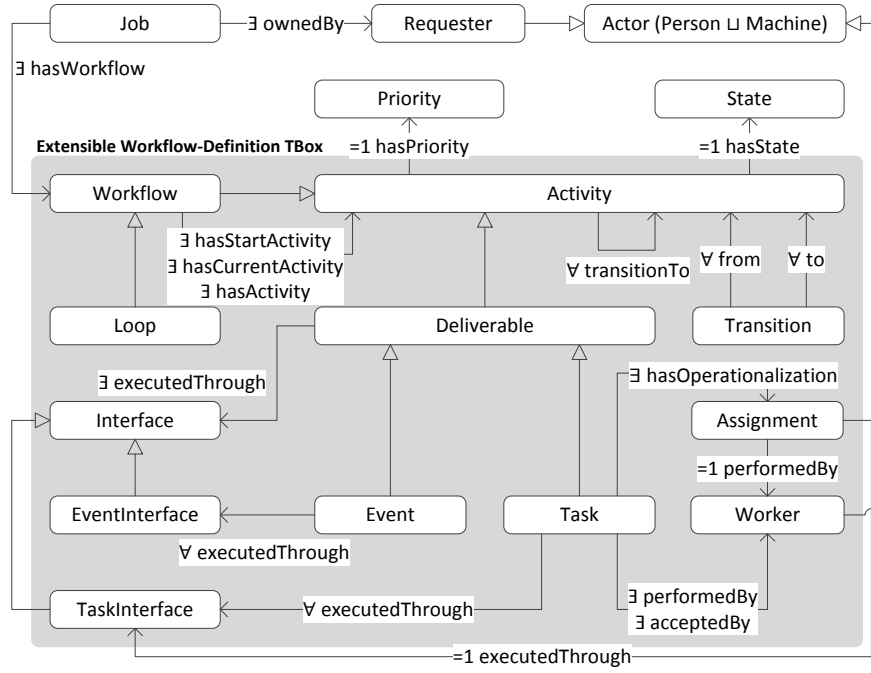 Job
∃ ownedBy
Requester
Actor (Person ⊔ Machine)
∃ hasWorkflow
Priority
State
Extensible Workflow-Definition TBox
=1 hasPriority
=1 hasState
Workflow
Activity
∃ hasStartActivity
∃ hasCurrentActivity
∃ hasActivity
∀ transitionTo
∀ from
∀ to
Loop
Deliverable
Transition
∃ executedThrough
∃ hasOperationalization
Interface
Assignment
=1 performedBy
EventInterface
Event
Task
Worker
∀ executedThrough
TaskInterface
∀ executedThrough
∃ performedBy
∃ acceptedBy
=1 executedThrough